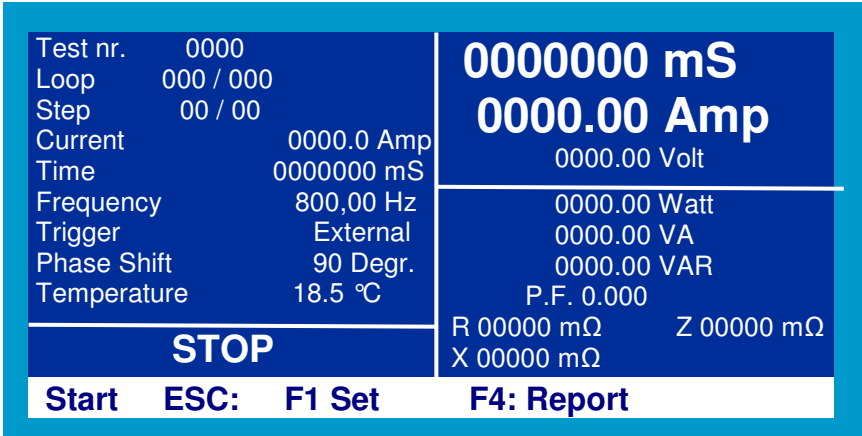 Test nr. 0000
Loop 000 / 000
Step 00 / 00
Current 0000.0 Amp
Time 0000000 mS
Frequency 800,00 Hz
Trigger External
Phase Shift 90 Degr.
Temperature 18.5 °C
STOP
0000000 mS
0000.00 Amp
0000.00 Volt
0000.00 Watt
0000.00 VA
0000.00 VAR
P.F. 0.000
R 00000 mΩ Z 00000 mΩ
X 00000 mΩ
Start ESC: F1 Set F4: Report